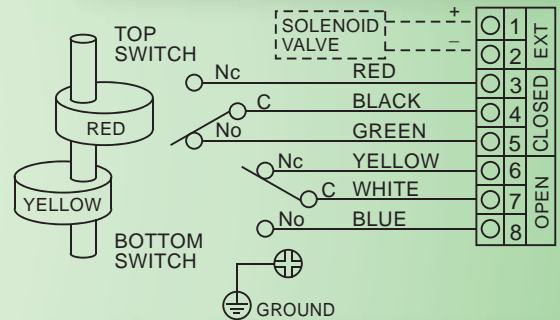 TOP
SWITCH
RED
YELLOW
BOTTOM
SWITCH
SOLENOID
VALVE
+
–
Nc RED
C BLACK
No GREEN
Nc YELLOW
C WHITE
No BLUE
GROUND
1
2
3
4
5
6
7
8
EXT
CLOSED
OPEN